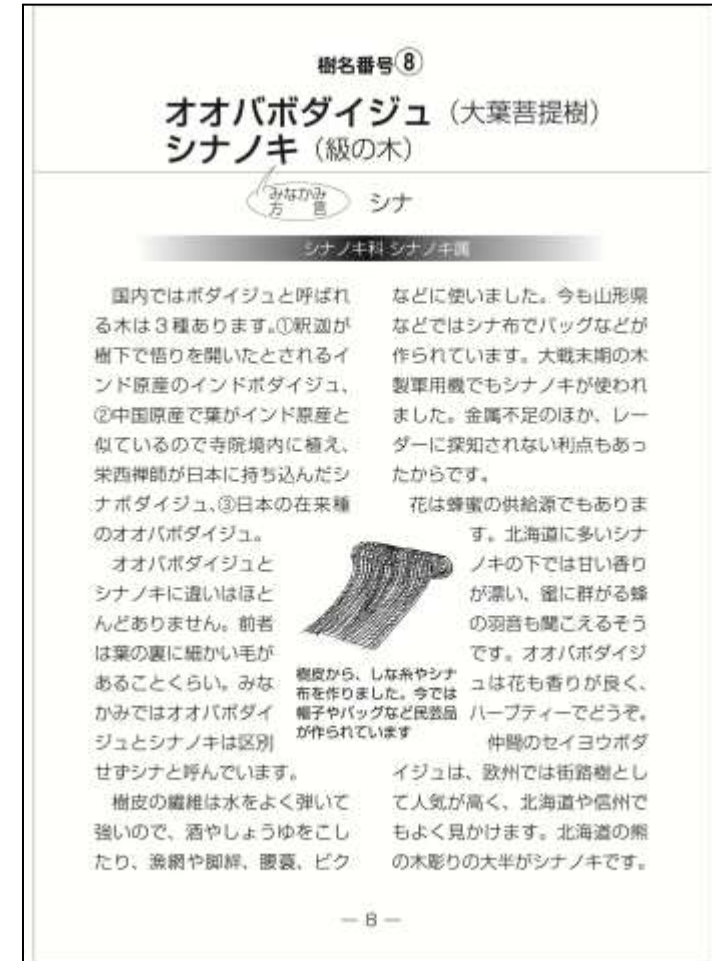 樹名番号⑧
オオバボダイジュ（大葉菩提樹）
シナノキ（級の木）
みなかみ
方言
シナ
シナノキ科 シナノキ属
国内ではボダイジュと呼ばれ
る木は３種あります。①釈迦が
樹下で悟りを開いたとされるイ
ンド原産のインドボダイジュ、
②中国原産で葉がインド原産と
似ているので寺院境内に植え、
栄西禅師が日本に持ち込んだシ
ナボダイジュ、③日本の在来種
のオオバボダイジュ。
オオバボダイジュと
シナノキに違いはほと
んどありません。前者
は葉の裏に細かい毛が
あることくらい。みな
かみではオオバボダイ
ジュとシナノキは区別
せずシナと呼んでいます。
樹皮の繊維は水をよく弾いて
強いので、酒やしょうゆをこし
たり、漁網や脚絆、腰蓑、ビク
などに使いました。今も山形県
などではシナ布でバッグなどが
作られています。大戦末期の木
製軍用機でもシナノキが使われ
ました。金属不足のほか、レー
ダーに探知されない利点もあっ
たからです。
花は蜂蜜の供給源でもありま
す。北海道に多いシナ
ノキの下では甘い香り
が漂い、蜜に群がる蜂
の羽音も聞こえるそう
です。オオバボダイジ
ュは花も香りが良く、
ハーブティーでどうぞ。
仲間のセイヨウボダ
イジュは、欧州では街路樹とし
て人気が高く、北海道や信州で
もよく見かけます。北海道の熊
の木彫りの大半がシナノキです。
樹皮から、しな糸やシナ
布を作りました。今では
帽子やバッグなど民芸品
が作られています
― 8 ―